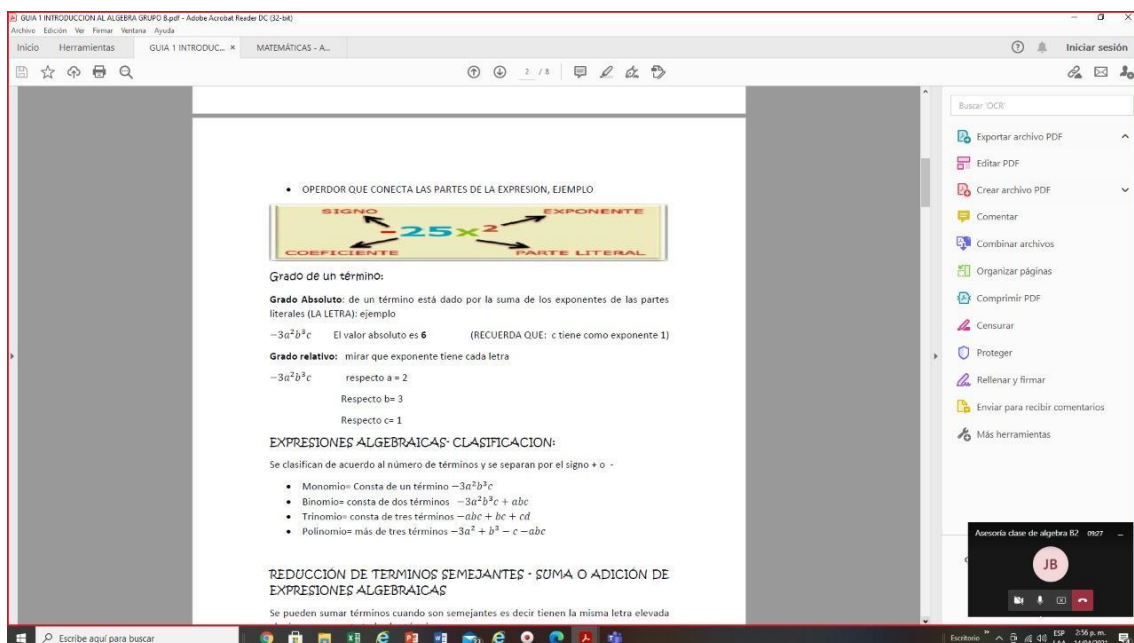 GUIA 1 INTRODUCCION AL ALGEBRA GRUPO B.pdf - Adobe Acrobat Reader DC (32-bit)
Archivo Edición Ver Firmar Ventana Ayuda
Inicio Herramientas GUIA 1 INTRODUC... × MATEMÁTICAS - A... Iniciar sesión
2 / 8
Buscar 'OCR'
Exportar archivo PDF
Editar PDF
Crear archivo PDF
Comentar
Combinar archivos
Organizar páginas
Comprimir PDF
Censurar
Proteger
Rellenar y firmar
Enviar para recibir comentarios
Más herramientas
• OPERDOR QUE CONECTA LAS PARTES DE LA EXPRESION, EJEMPLO
SIGNO EXPONENTE
-25x²
COEFICIENTE PARTE LITERAL
Grado de un término:
Grado Absoluto: de un término está dado por la suma de los exponentes de las partes
literales (LA LETRA): ejemplo
−3a²b³c El valor absoluto es 6 (RECUERDA QUE: c tiene como exponente 1)
Grado relativo: mirar que exponente tiene cada letra
−3a²b³c respecto a = 2
Respecto b= 3
Respecto c= 1
EXPRESIONES ALGEBRAICAS- CLASIFICACION:
Se clasifican de acuerdo al número de términos y se separan por el signo + o -
• Monomio= Consta de un término −3a²b³c
• Binomio= consta de dos términos −3a²b³c + abc
• Trinomio= consta de tres términos −abc + bc + cd
• Polinomio= más de tres términos −3a² + b³ − c −abc
REDUCCIÓN DE TERMINOS SEMEJANTES - SUMA O ADICIÓN DE
EXPRESIONES ALGEBRAICAS
Se pueden sumar términos cuando son semejantes es decir tienen la misma letra elevada
Asesoría clase de algebra B2 09:27
JB
Escribe aquí para buscar
Escritorio ESP 2:56 p. m.
LAA 14/04/2021